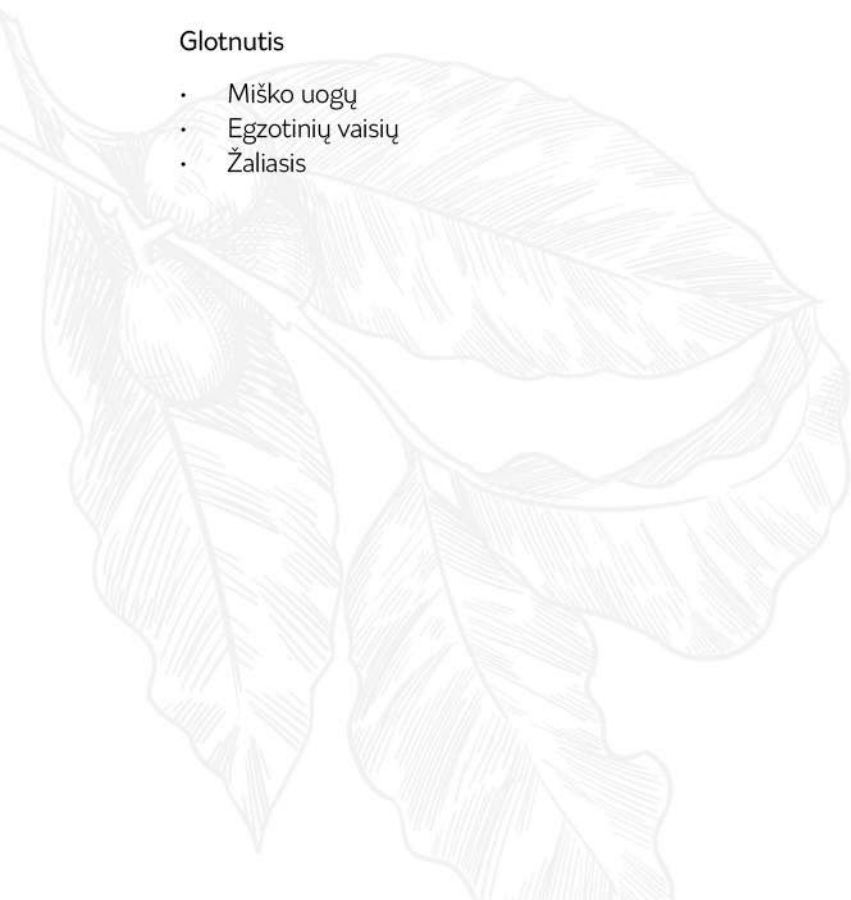 Glotnutis
· Miško uogų
· Egzotinių vaisių
· Žaliasis